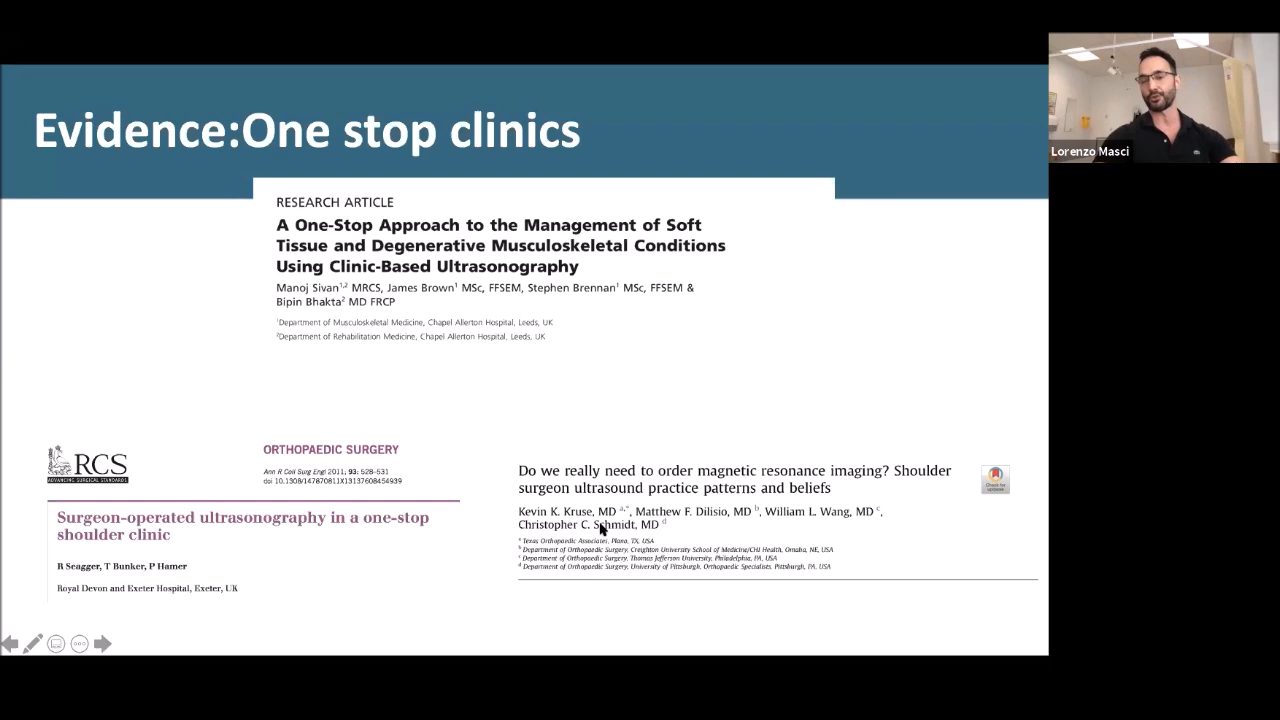 Evidence:One stop clinics
Lorenzo Masci
RESEARCH ARTICLE
A One-Stop Approach to the Management of Soft
Tissue and Degenerative Musculoskeletal Conditions
Using Clinic-Based Ultrasonography
Manoj Sivan1,2 MRCS, James Brown1 MSc, FFSEM, Stephen Brennan1 MSc, FFSEM &
Bipin Bhakta2 MD FRCP
1Department of Musculoskeletal Medicine, Chapel Allerton Hospital, Leeds, UK
2Department of Rehabilitation Medicine, Chapel Allerton Hospital, Leeds, UK
RCS
ADVANCING SURGICAL STANDARDS
ORTHOPAEDIC SURGERY
Ann R Coll Surg Engl 2011; 93: 528–531
doi 10.1308/147870811X13137608454939
Surgeon-operated ultrasonography in a one-stop
shoulder clinic
R Seagger, T Bunker, P Hamer
Royal Devon and Exeter Hospital, Exeter, UK
Do we really need to order magnetic resonance imaging? Shoulder
surgeon ultrasound practice patterns and beliefs
Check for
updates
Kevin K. Kruse, MD a,*, Matthew F. Dilisio, MD b, William L. Wang, MD c,
Christopher C. Schmidt, MD d
a Texas Orthopaedic Associates, Plano, TX, USA
b Department of Orthopaedic Surgery, Creighton University School of Medicine/CHI Health, Omaha, NE, USA
c Department of Orthopaedic Surgery, Thomas Jefferson University, Philadelphia, PA, USA
d Department of Orthopaedic Surgery, University of Pittsburgh, Orthopaedic Specialists, Pittsburgh, PA, USA